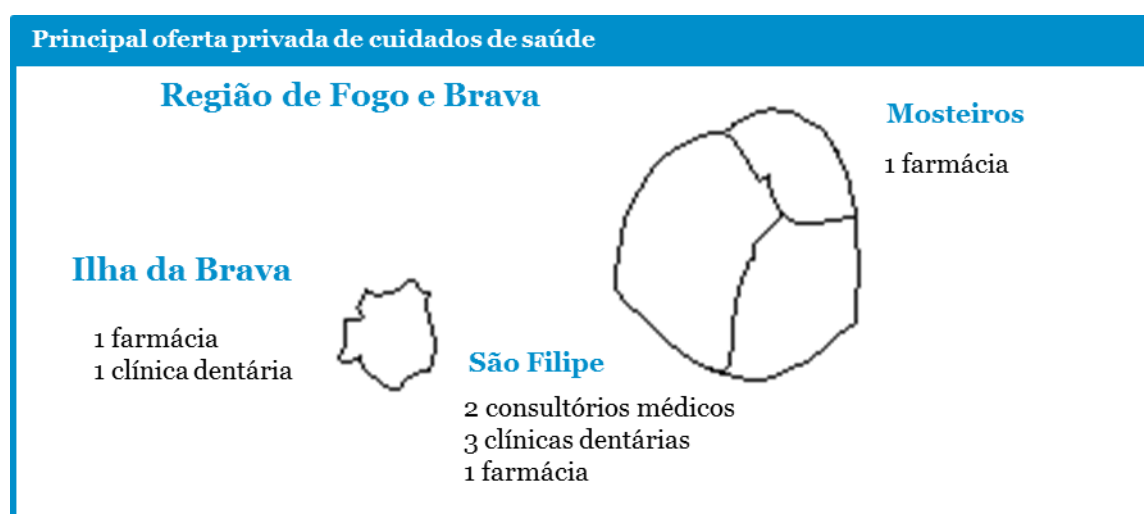 Principal oferta privada de cuidados de saúde
Região de Fogo e Brava
Mosteiros
1 farmácia
Ilha da Brava
1 farmácia
1 clínica dentária
São Filipe
2 consultórios médicos
3 clínicas dentárias
1 farmácia